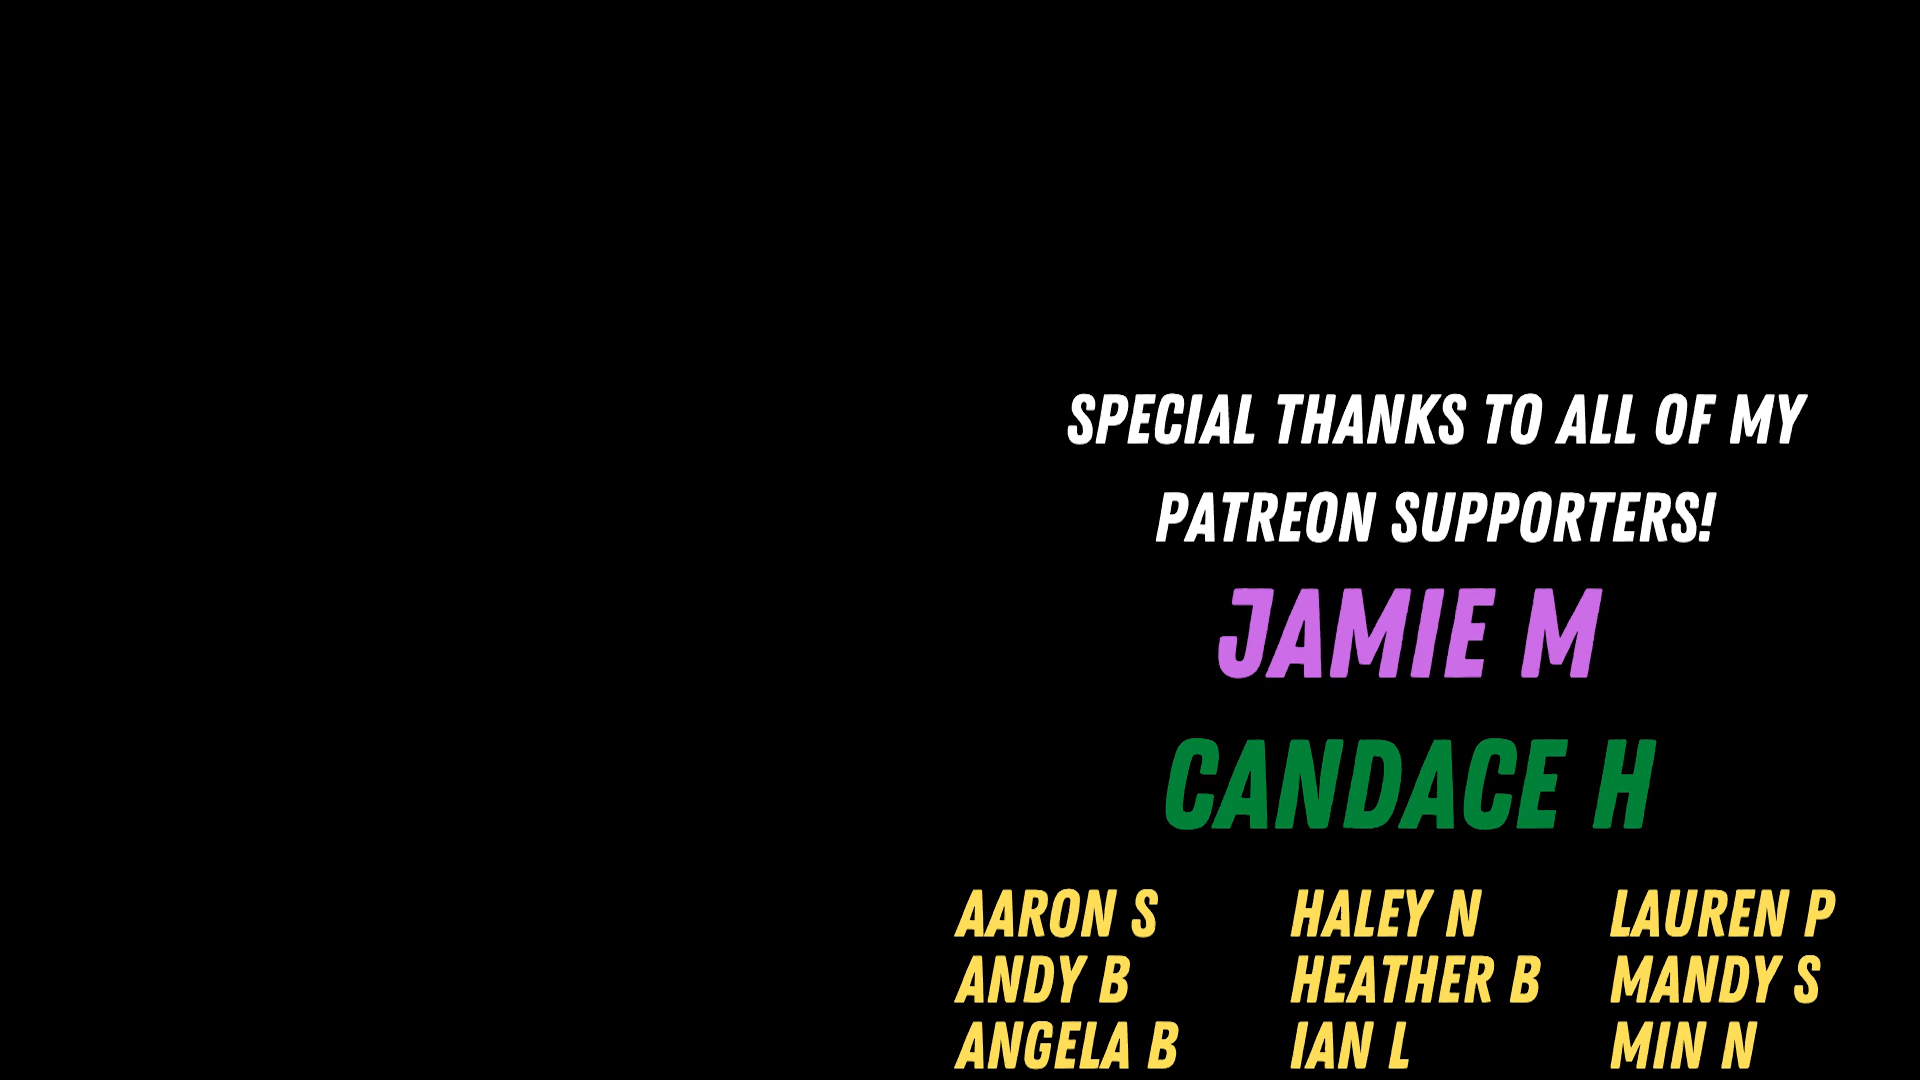 SPECIAL THANKS TO ALL OF MY
PATREON SUPPORTERS!
JAMIE M
CANDACE H
AARON S HALEY N LAUREN P
ANDY B HEATHER B MANDY S
ANGELA B IAN L MIN N